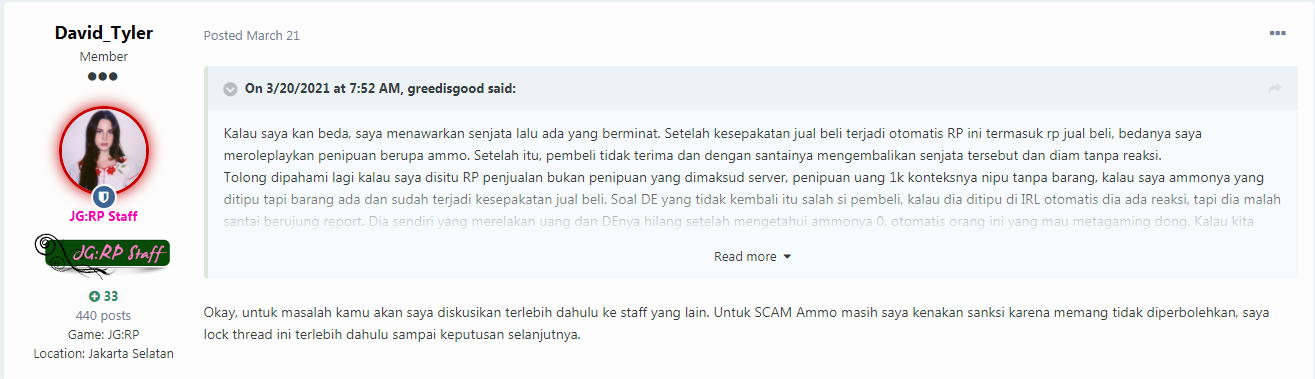 David_Tyler
Member
JG:RP Staff
JG:RP Staff
33
440 posts
Game: JG:RP
Location: Jakarta Selatan
Posted March 21
On 3/20/2021 at 7:52 AM, greedisgood said:
Kalau saya kan beda, saya menawarkan senjata lalu ada yang berminat. Setelah kesepakatan jual beli terjadi otomatis RP ini termasuk rp jual beli, bedanya saya
meroleplaykan penipuan berupa ammo. Setelah itu, pembeli tidak terima dan dengan santainya mengembalikan senjata tersebut dan diam tanpa reaksi.
Tolong dipahami lagi kalau saya disitu RP penjualan bukan penipuan yang dimaksud server, penipuan uang 1k konteksnya nipu tanpa barang, kalau saya ammonya yang
ditipu tapi barang ada dan sudah terjadi kesepakatan jual beli. Soal DE yang tidak kembali itu salah si pembeli, kalau dia ditipu di IRL otomatis dia ada reaksi, tapi dia malah
santai berujung report. Dia sendiri yang merelakan uang dan DEnya hilang setelah mengetahui ammonya 0. otomatis orang ini yang mau metagaming dong. Kalau kita
Read more
Okay, untuk masalah kamu akan saya diskusikan terlebih dahulu ke staff yang lain. Untuk SCAM Ammo masih saya kenakan sanksi karena memang tidak diperbolehkan, saya
lock thread ini terlebih dahulu sampai keputusan selanjutnya.